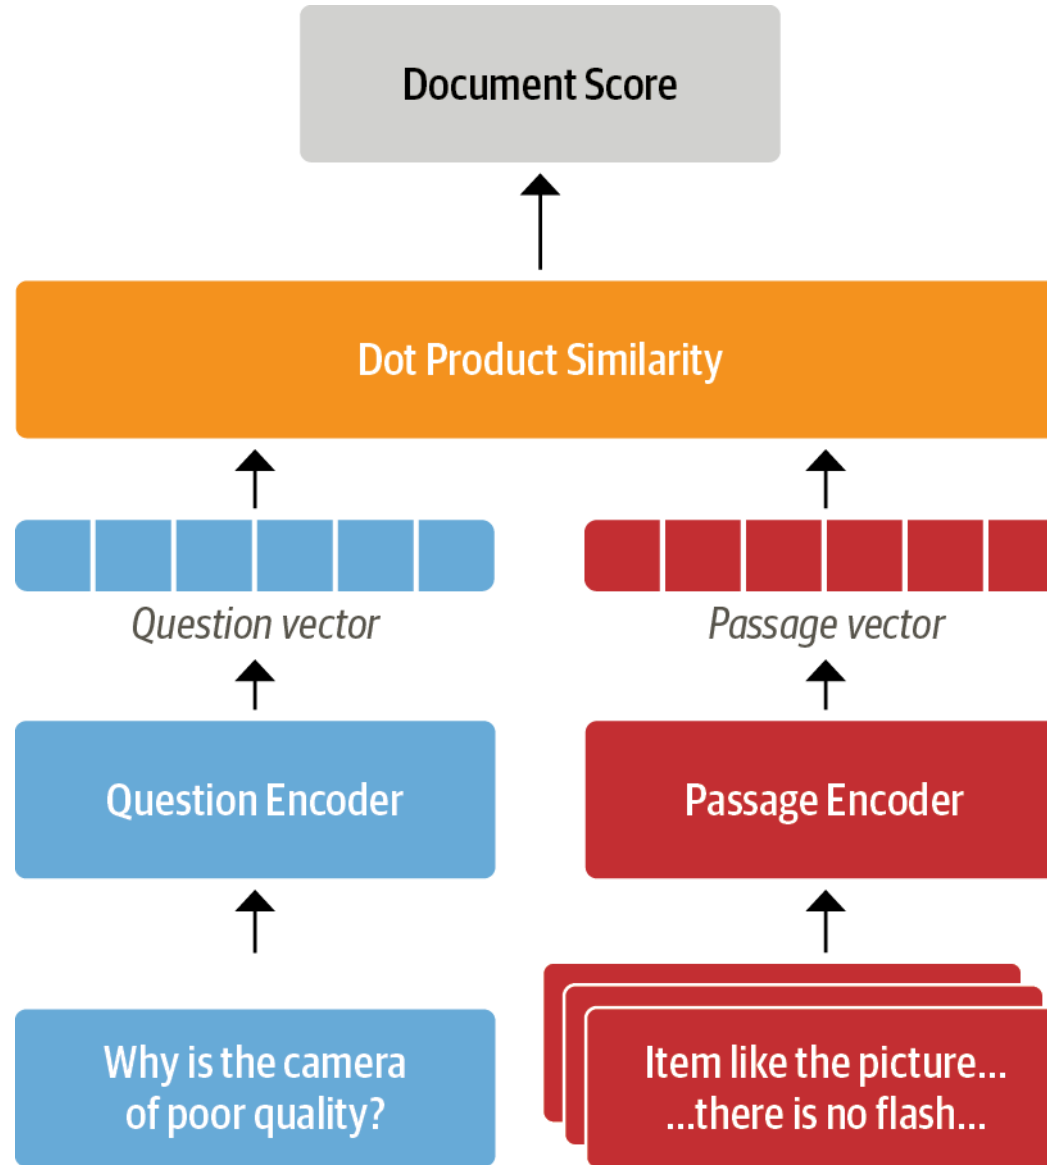 Document Score
Dot Product Similarity
Question vector
Passage vector
Question Encoder
Passage Encoder
Why is the camera
of poor quality?
Item like the picture...
...there is no flash...